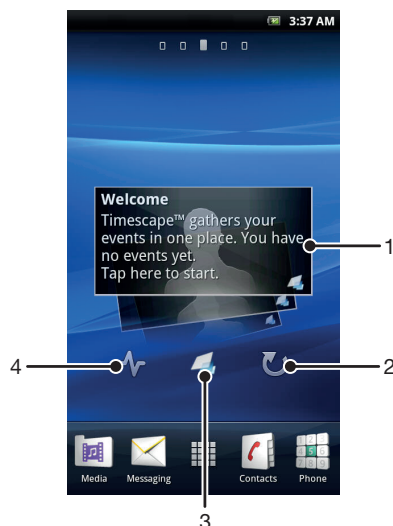 3:37 AM
Welcome
Timescape™ gathers your
events in one place. You have
no events yet.
Tap here to start.
1
4
2
Media
Messaging
Contacts
Phone
3